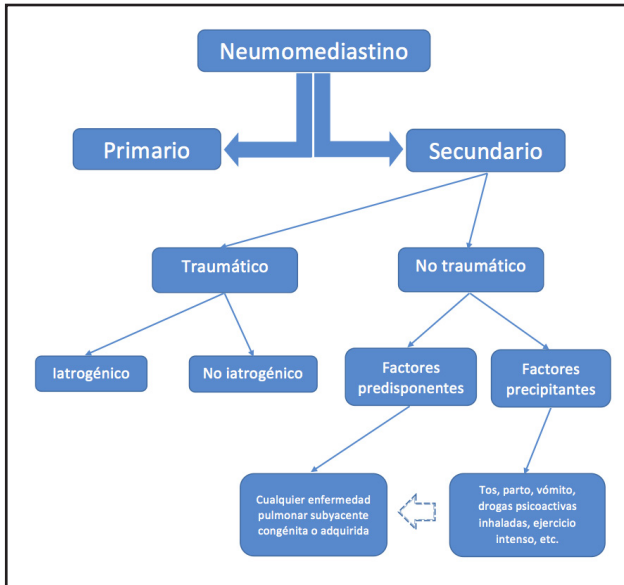 Neumomediastino
Primario
Secundario
Traumático
No traumático
Iatrogénico
No iatrogénico
Factores
predisponentes
Factores
precipitantes
Cualquier enfermedad
pulmonar subyacente
congénita o adquirida
Tos, parto, vómito,
drogas psicoactivas
inhaladas, ejercicio
intenso, etc.